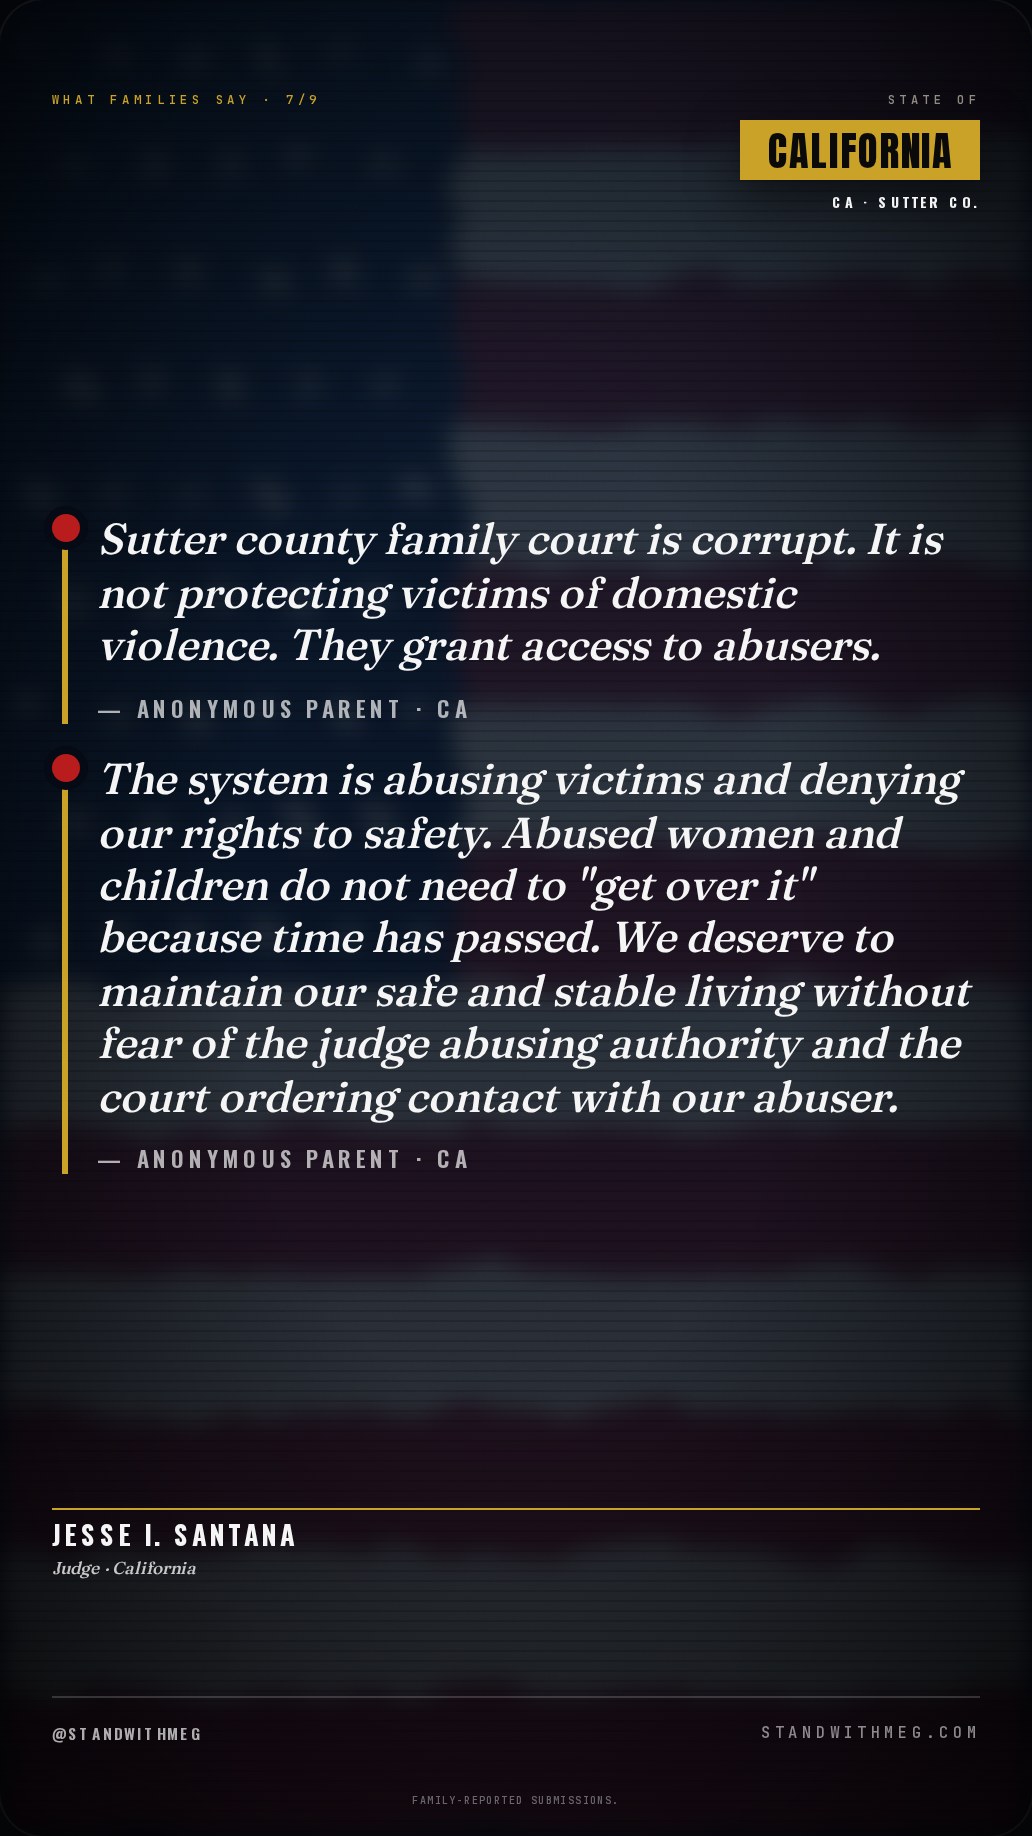 WHAT FAMILIES SAY · 7/9
STATE OF
CALIFORNIA
CA · SUTTER CO.
Sutter county family court is corrupt. It is
not protecting victims of domestic
violence. They grant access to abusers.
— ANONYMOUS PARENT · CA
The system is abusing victims and denying
our rights to safety. Abused women and
children do not need to "get over it"
because time has passed. We deserve to
maintain our safe and stable living without
fear of the judge abusing authority and the
court ordering contact with our abuser.
— ANONYMOUS PARENT · CA
JESSE I. SANTANA
Judge · California
@STANDWITHMEG
STANDWITHMEG.COM
FAMILY-REPORTED SUBMISSIONS.